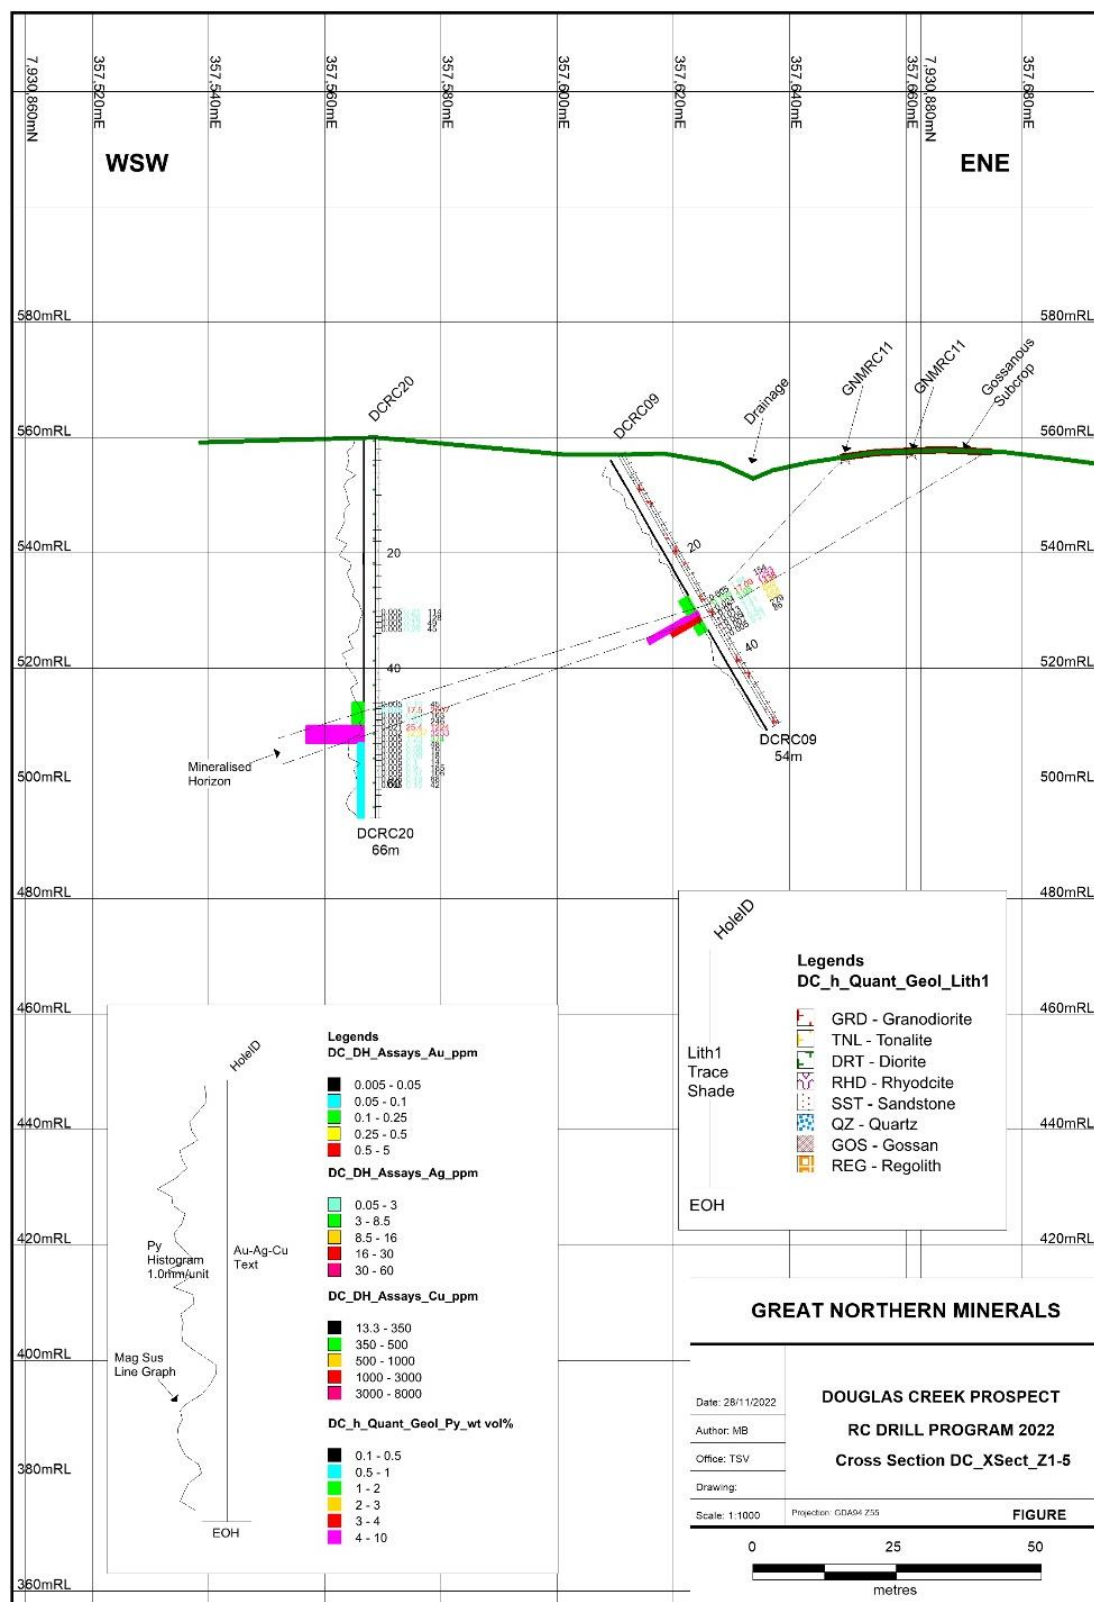 7,930,860mN
357,520mE
357,540mE
357,560mE
357,580mE
357,600mE
357,620mE
357,640mE
357,660mE
7,930,880mN
357,680mE
WSW
ENE
580mRL
580mRL
560mRL
560mRL
540mRL
540mRL
520mRL
520mRL
500mRL
500mRL
480mRL
480mRL
460mRL
460mRL
440mRL
440mRL
420mRL
420mRL
400mRL
380mRL
360mRL
DCRC20
DCRC09
Drainage
GNMRC11
GNMRC11
Gossanous
Subcrop
20
40
60
20
40
17.5
25.4
17.09
154
Mineralised
Horizon
DCRC20
66m
DCRC09
54m
HoleID
Lith1
Trace
Shade
EOH
Legends
DC_h_Quant_Geol_Lith1
GRD - Granodiorite
TNL - Tonalite
DRT - Diorite
RHD - Rhyodcite
SST - Sandstone
QZ - Quartz
GOS - Gossan
REG - Regolith
HoleID
Py
Histogram
1.0mm/unit
Au-Ag-Cu
Text
Mag Sus
Line Graph
EOH
Legends
DC_DH_Assays_Au_ppm
0.005 - 0.05
0.05 - 0.1
0.1 - 0.25
0.25 - 0.5
0.5 - 5
DC_DH_Assays_Ag_ppm
0.05 - 3
3 - 8.5
8.5 - 16
16 - 30
30 - 60
DC_DH_Assays_Cu_ppm
13.3 - 350
350 - 500
500 - 1000
1000 - 3000
3000 - 8000
DC_h_Quant_Geol_Py_wt vol%
0.1 - 0.5
0.5 - 1
1 - 2
2 - 3
3 - 4
4 - 10
GREAT NORTHERN MINERALS
Date: 28/11/2022
Author: MB
Office: TSV
Drawing:
Scale: 1:1000
DOUGLAS CREEK PROSPECT
RC DRILL PROGRAM 2022
Cross Section DC_XSect_Z1-5
Projection: GDA94 Z55
FIGURE
0 25 50
metres